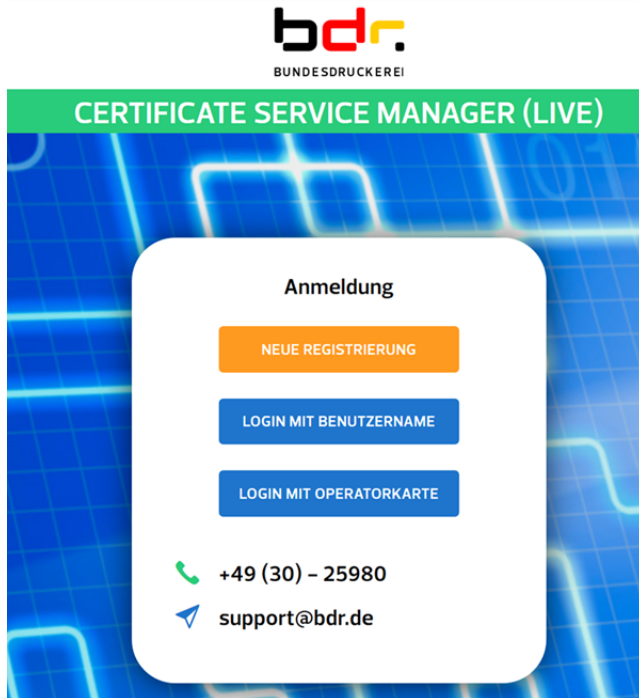 bdr.
BUNDESDRUCKEREI
CERTIFICATE SERVICE MANAGER (LIVE)
01
Anmeldung
NEUE REGISTRIERUNG
LOGIN MIT BENUTZERNAME
LOGIN MIT OPERATORKARTE
+49 (30) – 25980
support@bdr.de